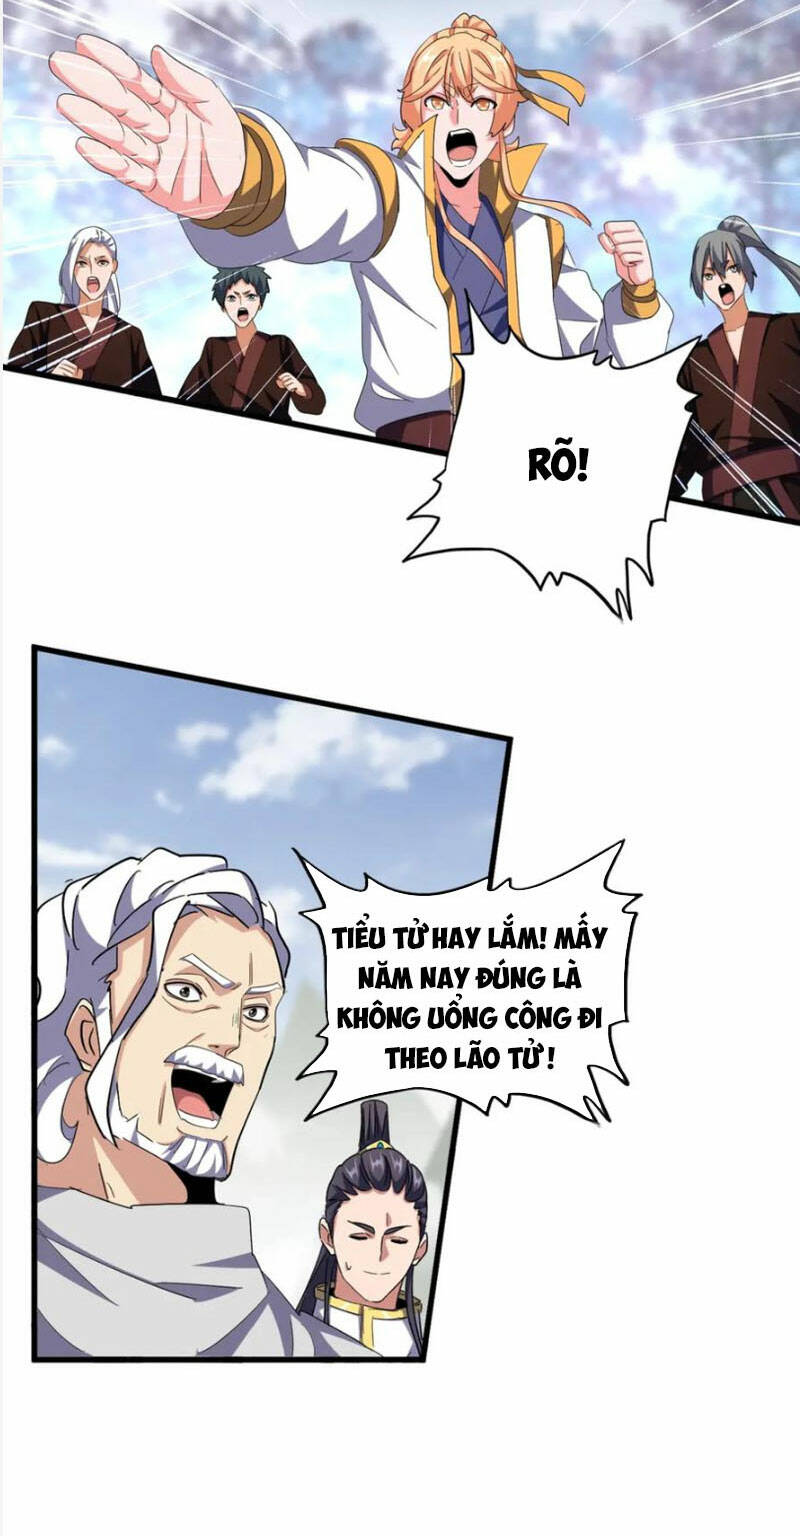 RÕ!
TIỂU TỬ HAY LẮM! MẤY
NĂM NAY ĐÚNG LÀ
KHÔNG UỔNG CÔNG ĐI
THEO LÃO TỬ!